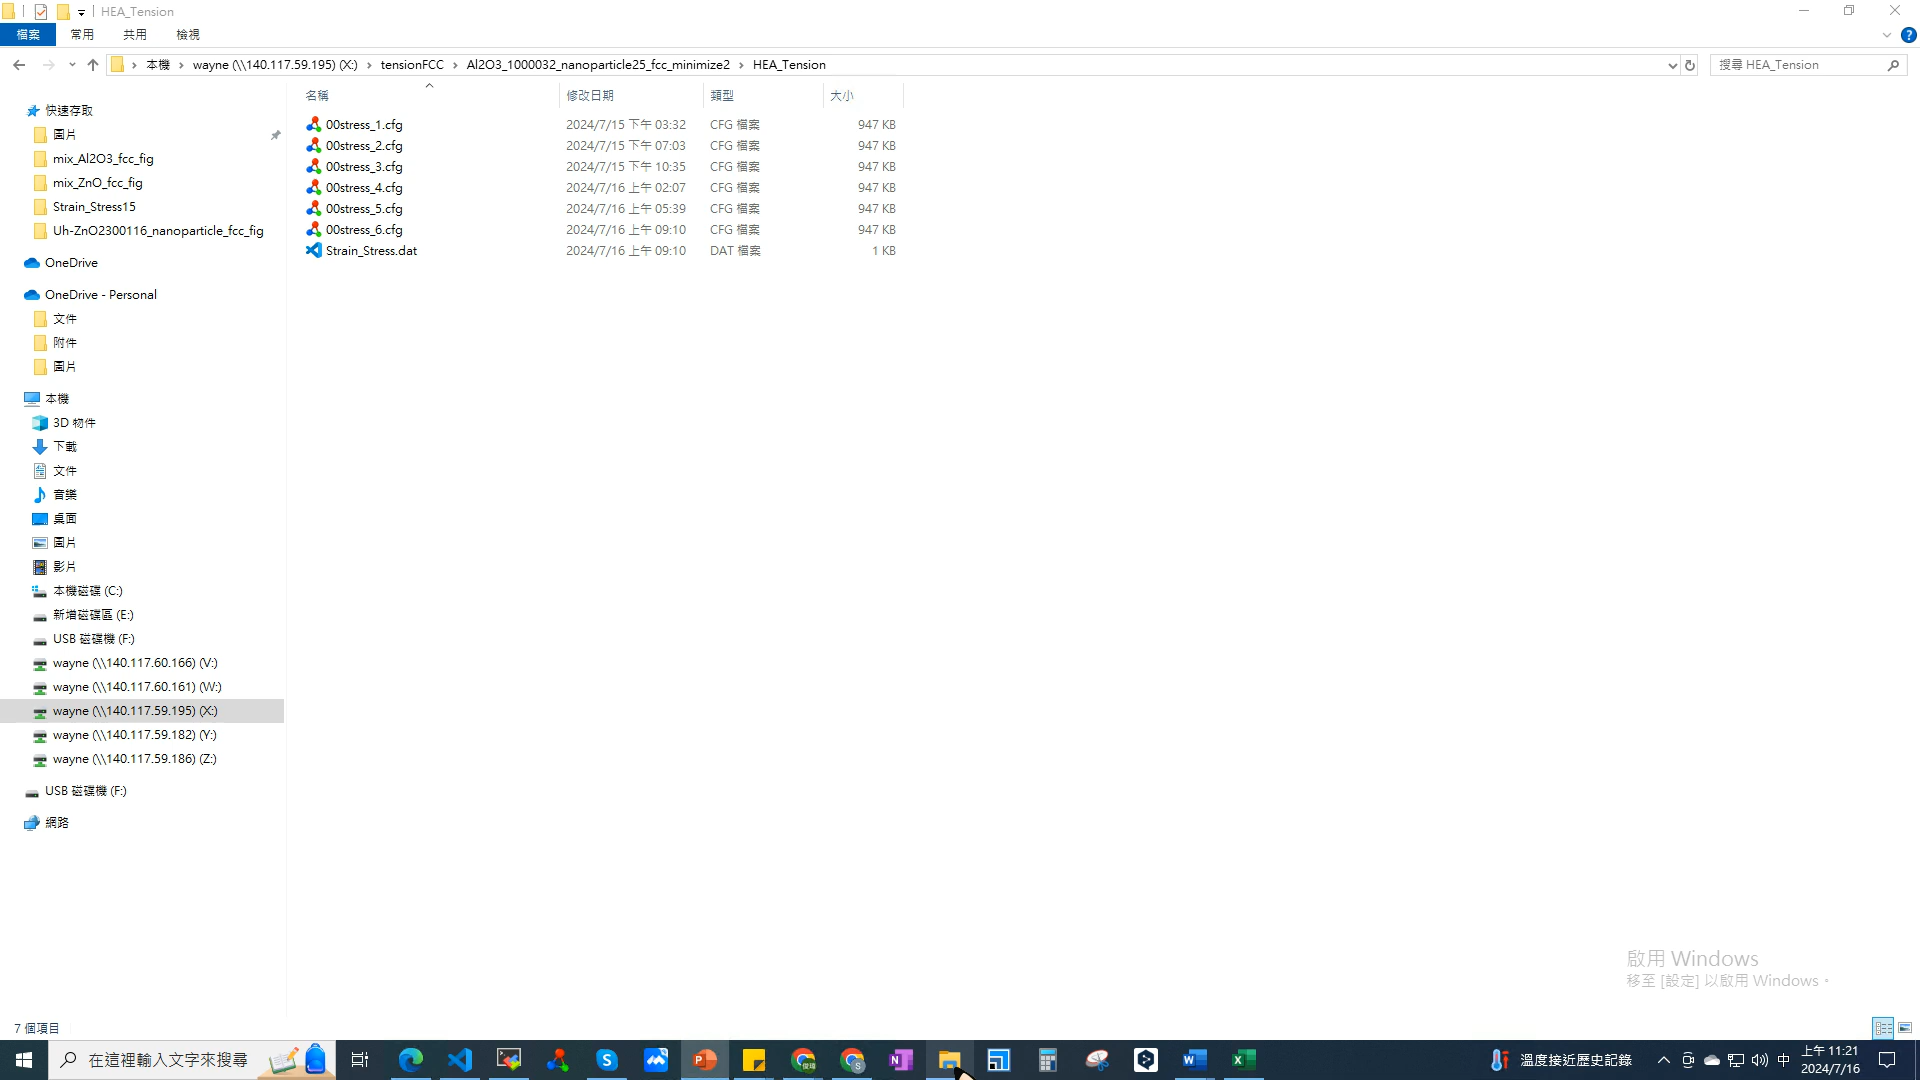 HEA_Tension
檔案
常用
共用
檢視
本機
wayne (\\140.117.59.195) (X:)
tensionFCC
Al2O3_1000032_nanoparticle25_fcc_minimize2
HEA_Tension
搜尋 HEA_Tension
名稱
修改日期
類型
大小
00stress_1.cfg 2024/7/15 下午 03:32 CFG 檔案 947 KB
00stress_2.cfg 2024/7/15 下午 07:03 CFG 檔案 947 KB
00stress_3.cfg 2024/7/15 下午 10:35 CFG 檔案 947 KB
00stress_4.cfg 2024/7/16 上午 02:07 CFG 檔案 947 KB
00stress_5.cfg 2024/7/16 上午 05:39 CFG 檔案 947 KB
00stress_6.cfg 2024/7/16 上午 09:10 CFG 檔案 947 KB
Strain_Stress.dat 2024/7/16 上午 09:10 DAT 檔案 1 KB
快速存取
圖片
mix_Al2O3_fcc_fig
mix_ZnO_fcc_fig
Strain_Stress15
Uh-ZnO2300116_nanoparticle_fcc_fig
OneDrive
OneDrive - Personal
文件
附件
圖片
本機
3D 物件
下載
文件
音樂
桌面
圖片
影片
本機磁碟 (C:)
新增磁碟區 (E:)
USB 磁碟機 (F:)
wayne (\\140.117.60.166) (V:)
wayne (\\140.117.60.161) (W:)
wayne (\\140.117.59.195) (X:)
wayne (\\140.117.59.182) (Y:)
wayne (\\140.117.59.186) (Z:)
USB 磁碟機 (F:)
網路
啟用 Windows
移至 [設定] 以啟用 Windows。
7 個項目
在這裡輸入文字來搜尋
溫度接近歷史記錄
中
上午 11:21
2024/7/16